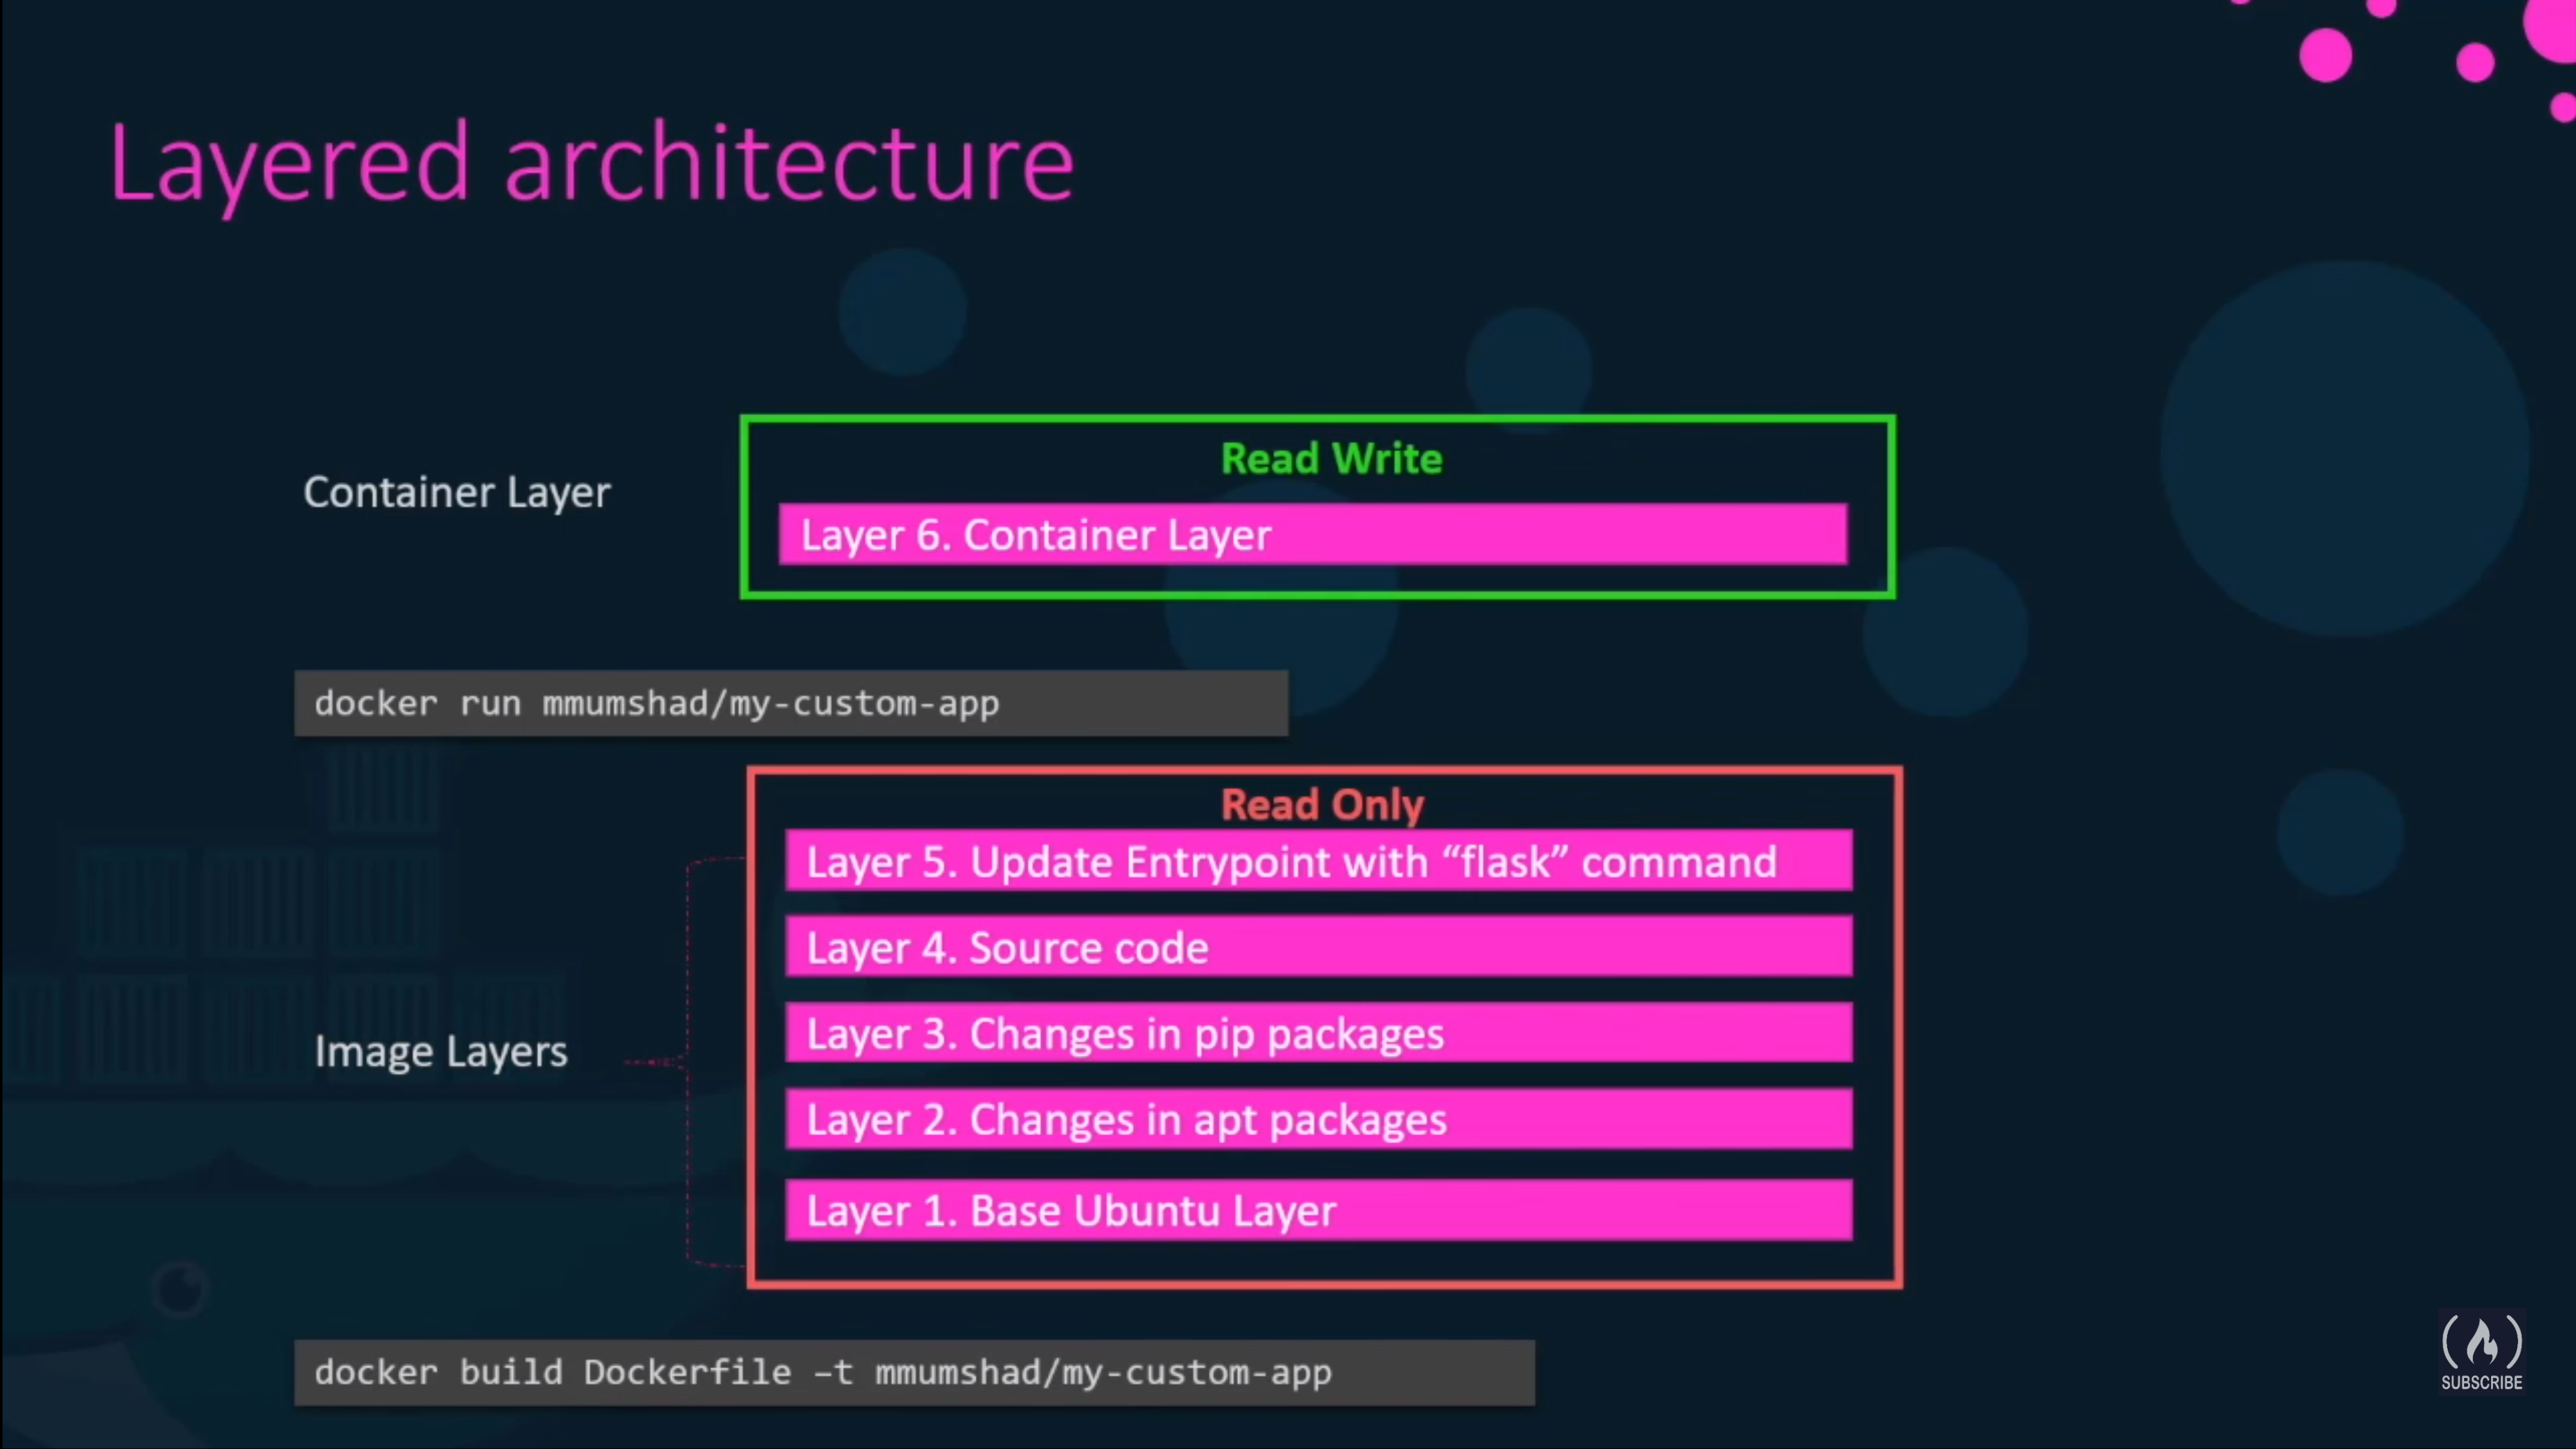 Layered architecture
Read Write
Container Layer
Layer 6. Container Layer
docker run mmumshad/my-custom-app
Read Only
Layer 5. Update Entrypoint with “flask” command
Layer 4. Source code
Layer 3. Changes in pip packages
Image Layers
Layer 2. Changes in apt packages
Layer 1. Base Ubuntu Layer
docker build Dockerfile –t mmumshad/my-custom-app
SUBSCRIBE